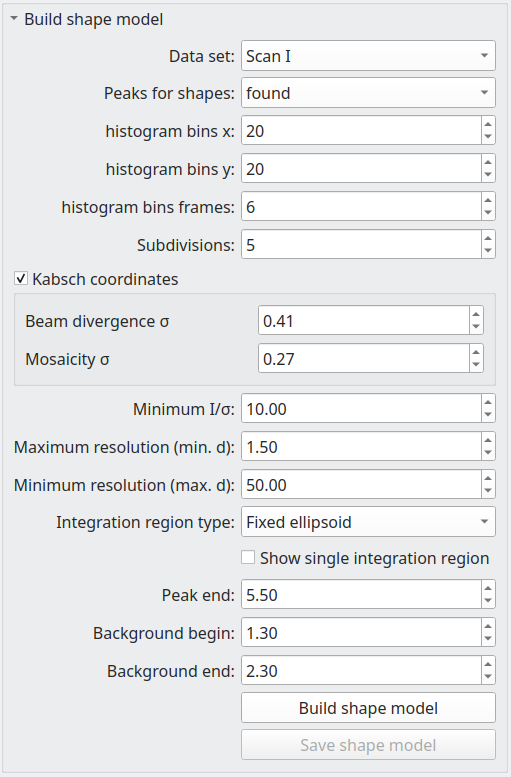 Build shape model
Data set: Scan I
Peaks for shapes: found
histogram bins x: 20
histogram bins y: 20
histogram bins frames: 6
Subdivisions: 5
Kabsch coordinates
Beam divergence σ 0.41
Mosaicity σ 0.27
Minimum I/σ: 10.00
Maximum resolution (min. d): 1.50
Minimum resolution (max. d): 50.00
Integration region type: Fixed ellipsoid
Show single integration region
Peak end: 5.50
Background begin: 1.30
Background end: 2.30
Build shape model
Save shape model